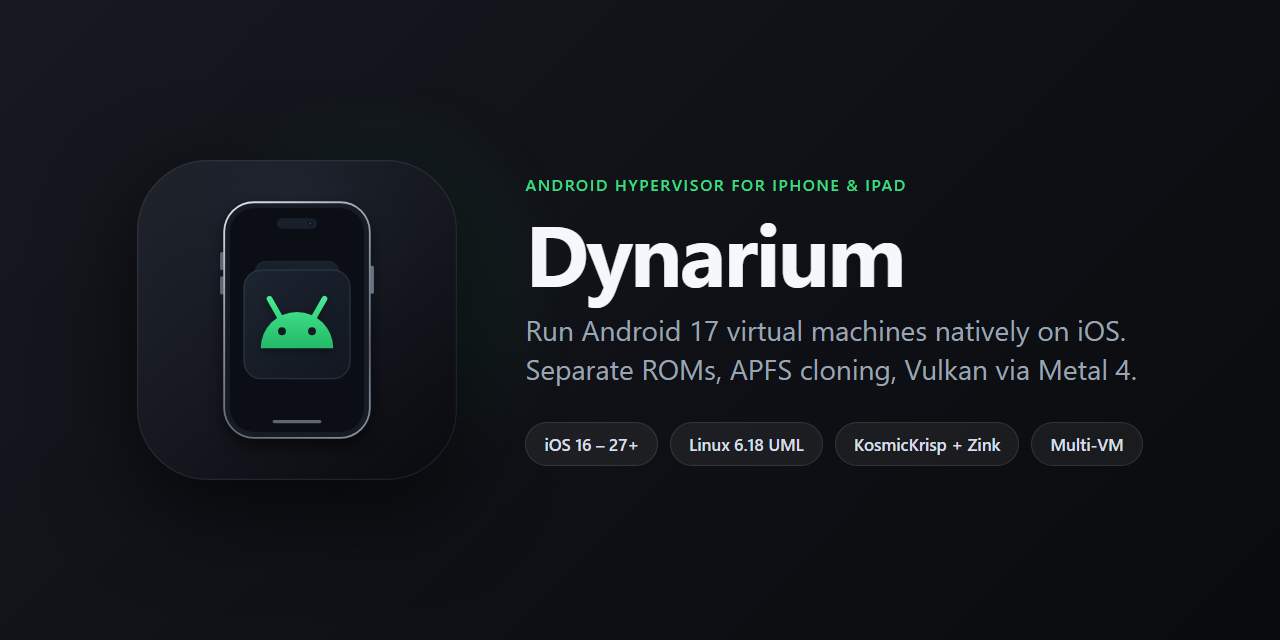 ANDROID HYPERVISOR FOR IPHONE & IPAD
Dynarium
Run Android 17 virtual machines natively on iOS.
Separate ROMs, APFS cloning, Vulkan via Metal 4.
iOS 16 – 27+
Linux 6.18 UML
KosmicKrisp + Zink
Multi-VM